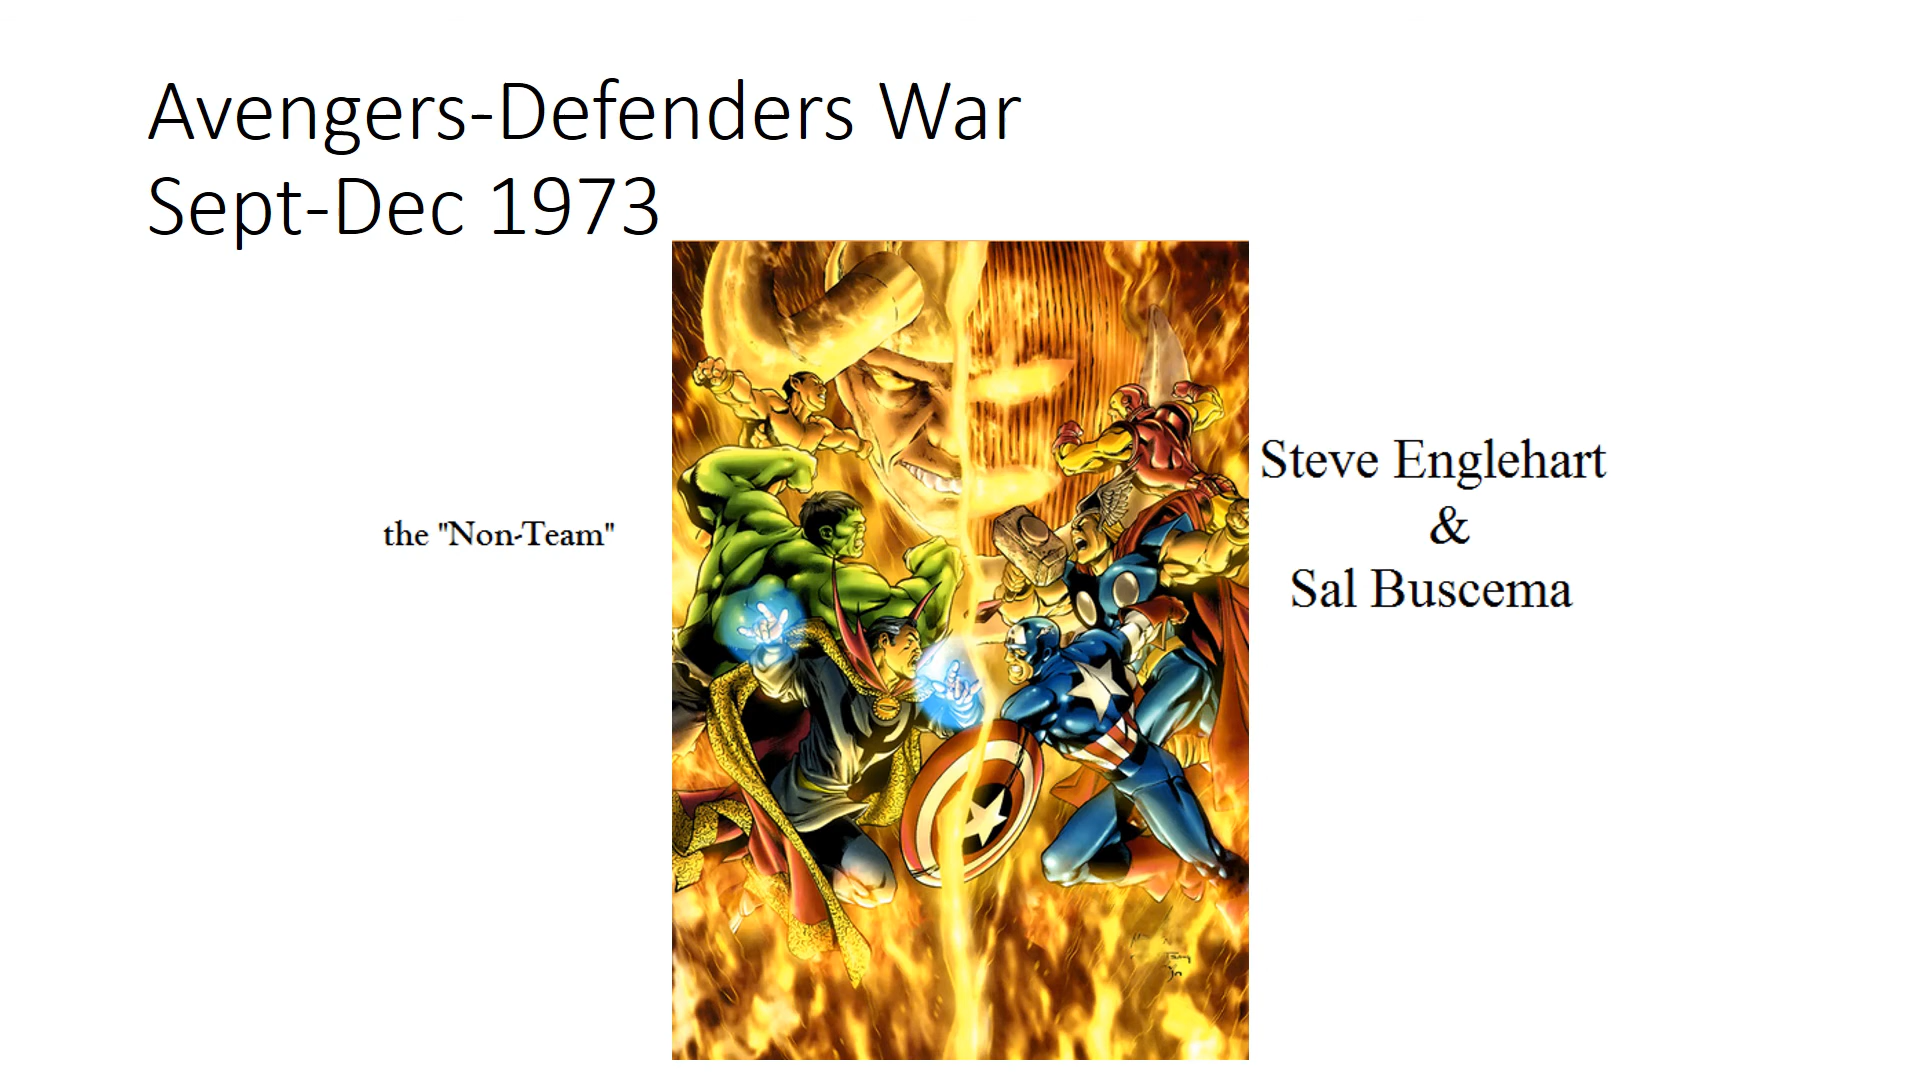 Avengers-Defenders War
Sept-Dec 1973
the "Non-Team"
Steve Englehart
&
Sal Buscema